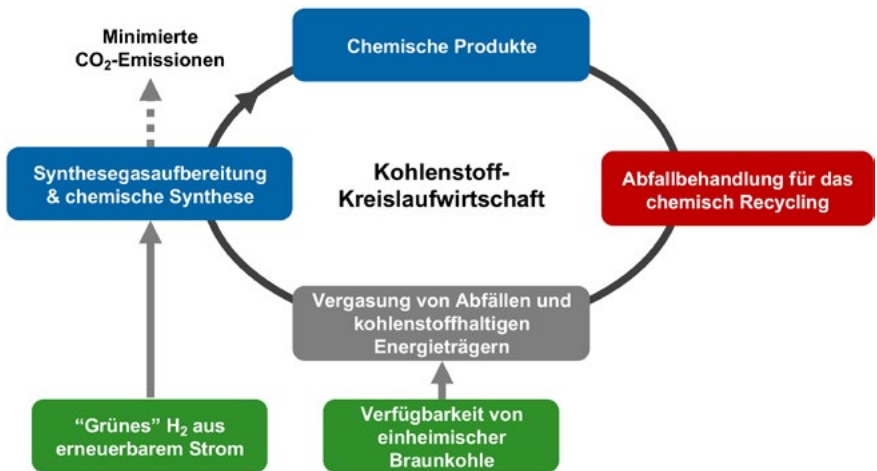 Minimierte
CO₂-Emissionen
Chemische Produkte
Synthesegasaufbereitung
& chemische Synthese
Kohlenstoff-
Kreislaufwirtschaft
Abfallbehandlung für das
chemisch Recycling
Vergasung von Abfällen und
kohlenstoffhaltigen
Energieträgern
"Grünes" H₂ aus
erneuerbarem Strom
Verfügbarkeit von
einheimischer
Braunkohle